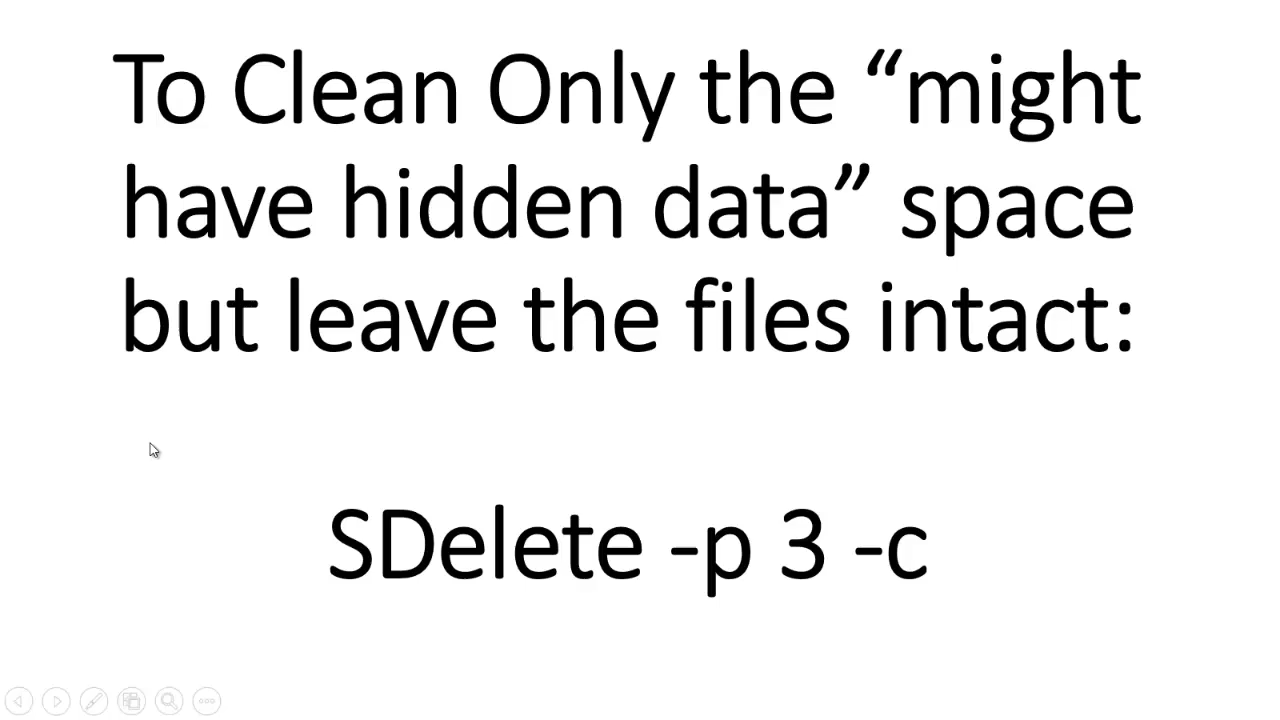 To Clean Only the “might
have hidden data” space
but leave the files intact:
SDelete -p 3 -c